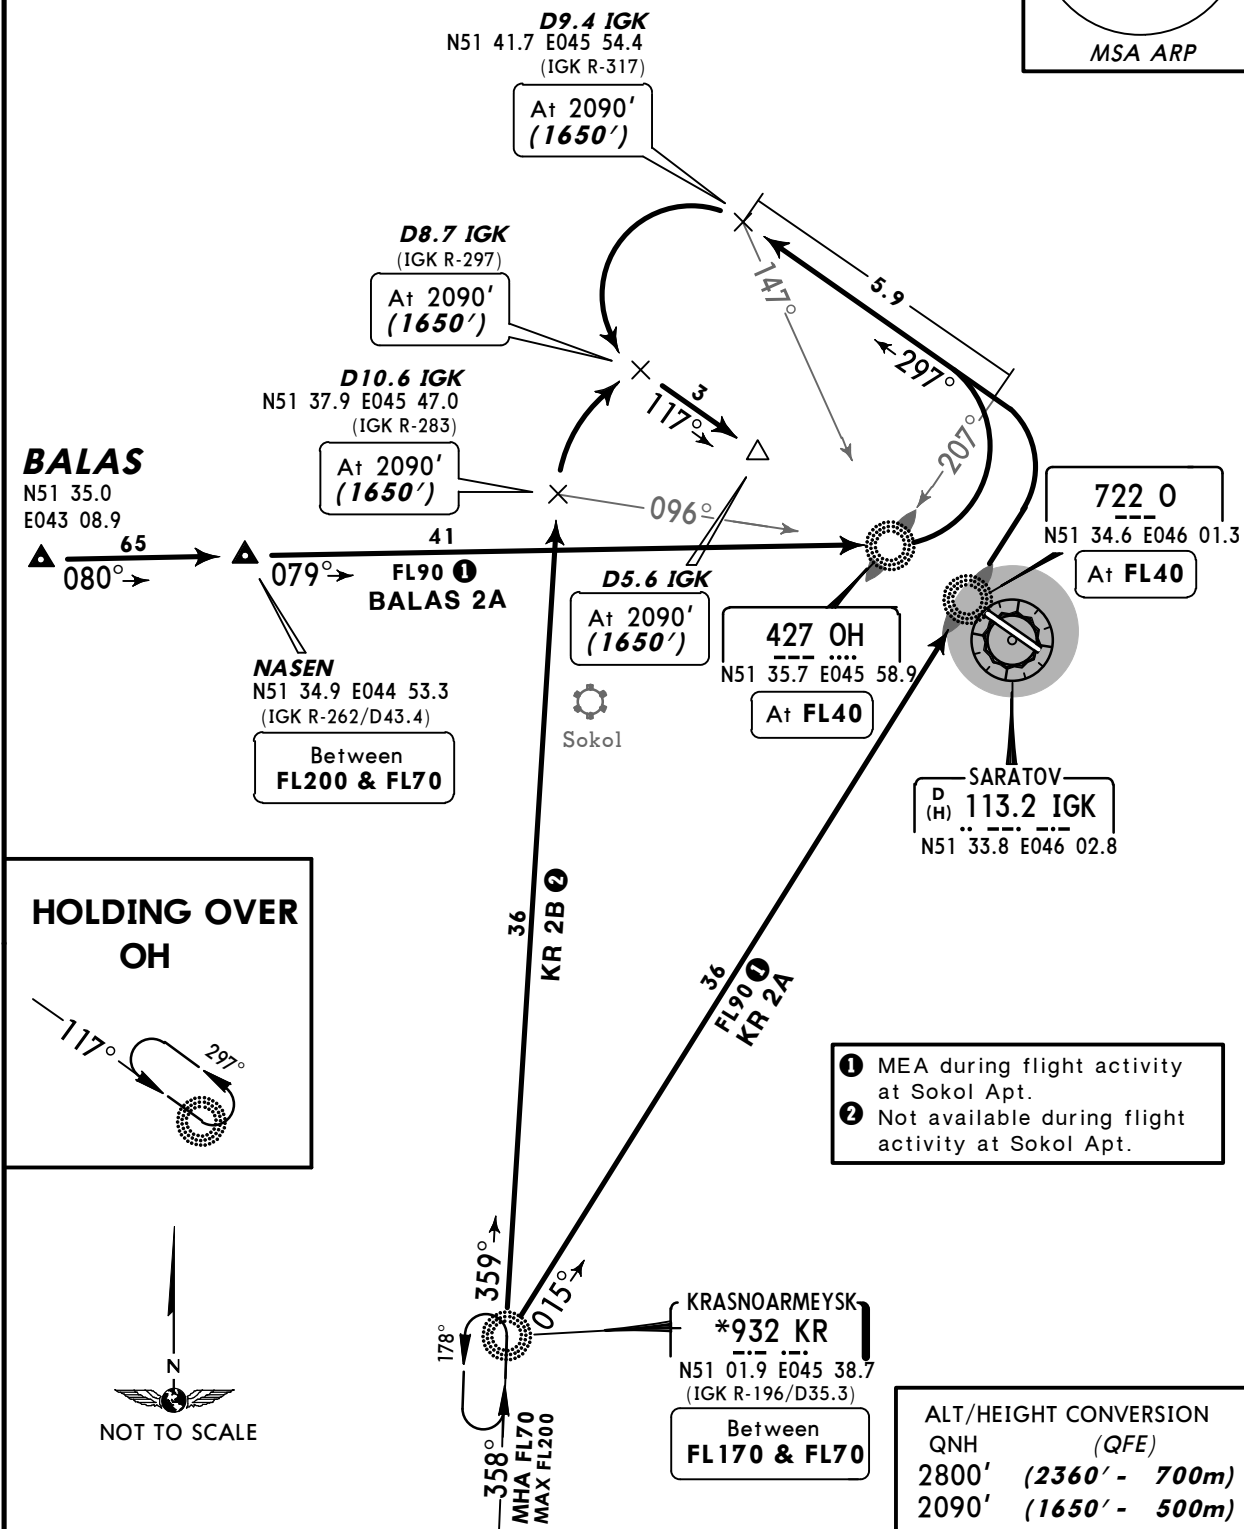 MSA ARP
D9.4 IGK
N51 41.7 E045 54.4
(IGK R-317)
At 2090'
(1650')
D8.7 IGK
(IGK R-297)
At 2090'
(1650')
147°
5.9
297°
D10.6 IGK
N51 37.9 E045 47.0
(IGK R-283)
At 2090'
(1650')
3
117°
207°
096°
BALAS
N51 35.0
E043 08.9
65
080°
41
079°
FL90 ❶
BALAS 2A
722 O
N51 34.6 E046 01.3
At FL40
D5.6 IGK
At 2090'
(1650')
427 OH
N51 35.7 E045 58.9
At FL40
NASEN
N51 34.9 E044 53.3
(IGK R-262/D43.4)
Between
FL200 & FL70
Sokol
SARATOV
D
(H)
113.2 IGK
N51 33.8 E046 02.8
HOLDING OVER
OH
117°
297°
36
KR 2B ❷
36
FL90 ❶
KR 2A
❶ MEA during flight activity
at Sokol Apt.
❷ Not available during flight
activity at Sokol Apt.
359°
015°
178°
358°
MHA FL70
MAX FL200
KRASNOARMEYSK
*932 KR
N51 01.9 E045 38.7
(IGK R-196/D35.3)
Between
FL170 & FL70
N
NOT TO SCALE
ALT/HEIGHT CONVERSION
QNH (QFE)
2800' (2360' - 700m)
2090' (1650' - 500m)